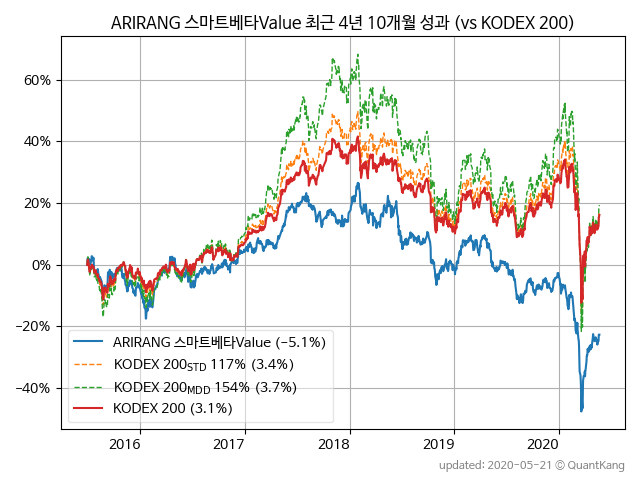 ARIRANG 스마트베타Value 최근 4년 10개월 성과 (vs KODEX 200)
60%
40%
20%
0%
−20%
−40%
ARIRANG 스마트베타Value (−5.1%)
KODEX 200STD 117% (3.4%)
KODEX 200MDD 154% (3.7%)
KODEX 200 (3.1%)
2016 2017 2018 2019 2020
updated: 2020-05-21 © QuantKang